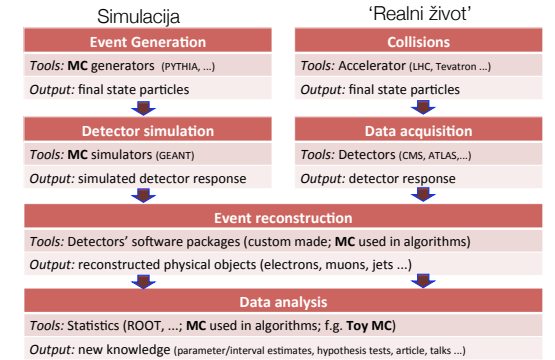 Simulacija
'Realni život'
Event Generation
Tools: MC generators (PYTHIA, ...)
Output: final state particles
Collisions
Tools: Accelerator (LHC, Tevatron ...)
Output: final state particles
Detector simulation
Tools: MC simulators (GEANT)
Output: simulated detector response
Data acquisition
Tools: Detectors (CMS, ATLAS,...)
Output: detector response
Event reconstruction
Tools: Detectors' software packages (custom made; MC used in algorithms)
Output: reconstructed physical objects (electrons, muons, jets ...)
Data analysis
Tools: Statistics (ROOT, ...; MC used in algorithms; f.g. Toy MC)
Output: new knowledge (parameter/interval estimates, hypothesis tests, article, talks ...)